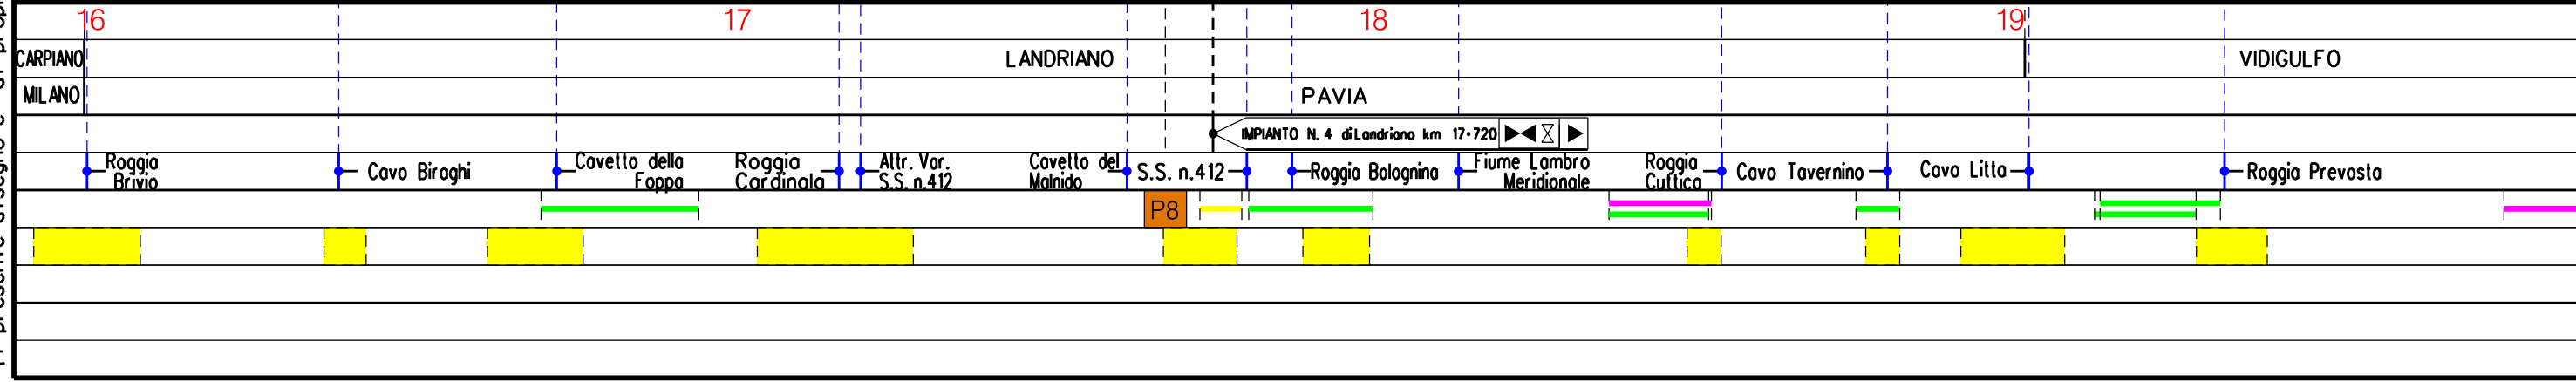 16 17 18 19
CARPIANO LANDRIANO VIDIGULFO
MILANO PAVIA
IMPIANTO N. 4 di Landriano km 17+720
Roggia
Brivio
Cavo Biraghi
Cavetto della
Foppa
Roggia
Cardinala
Attr. Var.
S.S. n.412
Cavetto del
Malnido
S.S. n.412
Roggia Bolognina
Fiume Lambro
Meridionale
Roggia
Cuttica
Cavo Tavernino
Cavo Litta
Roggia Prevosta
P8